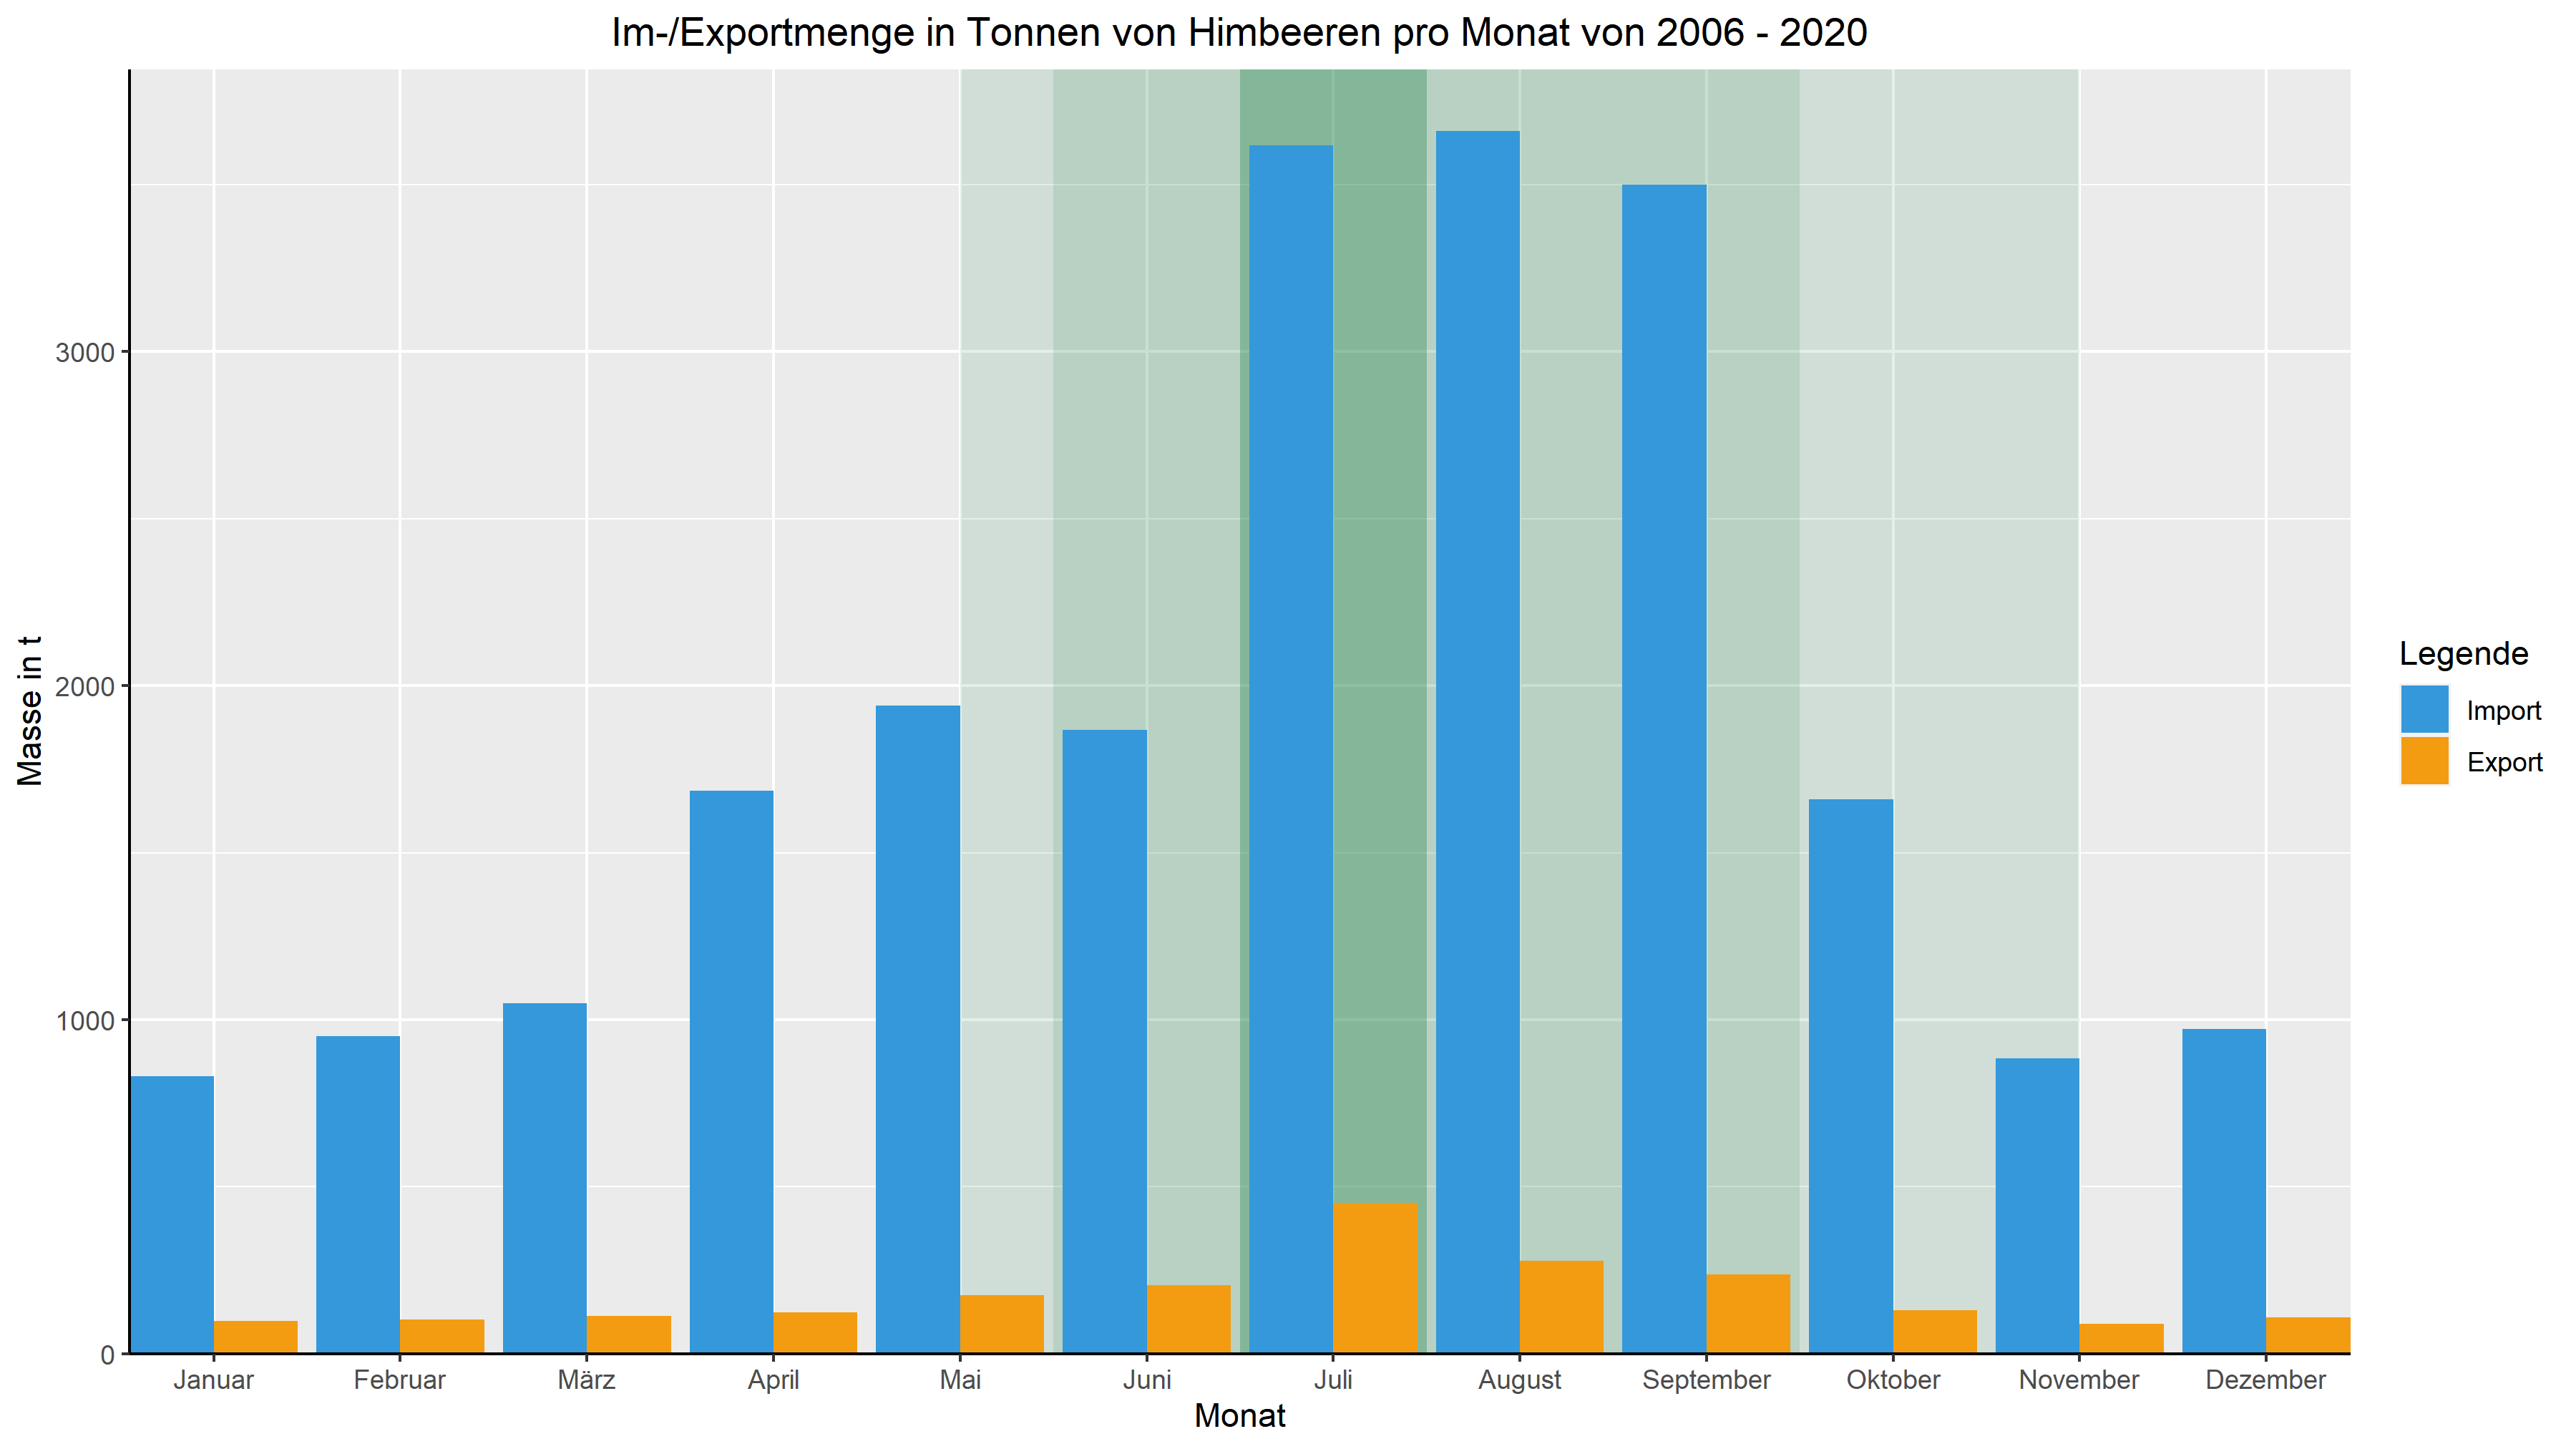 Im-/Exportmenge in Tonnen von Himbeeren pro Monat von 2006 - 2020
Masse in t
3000
2000
1000
0
Januar Februar März April Mai Juni Juli August September Oktober November Dezember
Monat
Legende
Import
Export